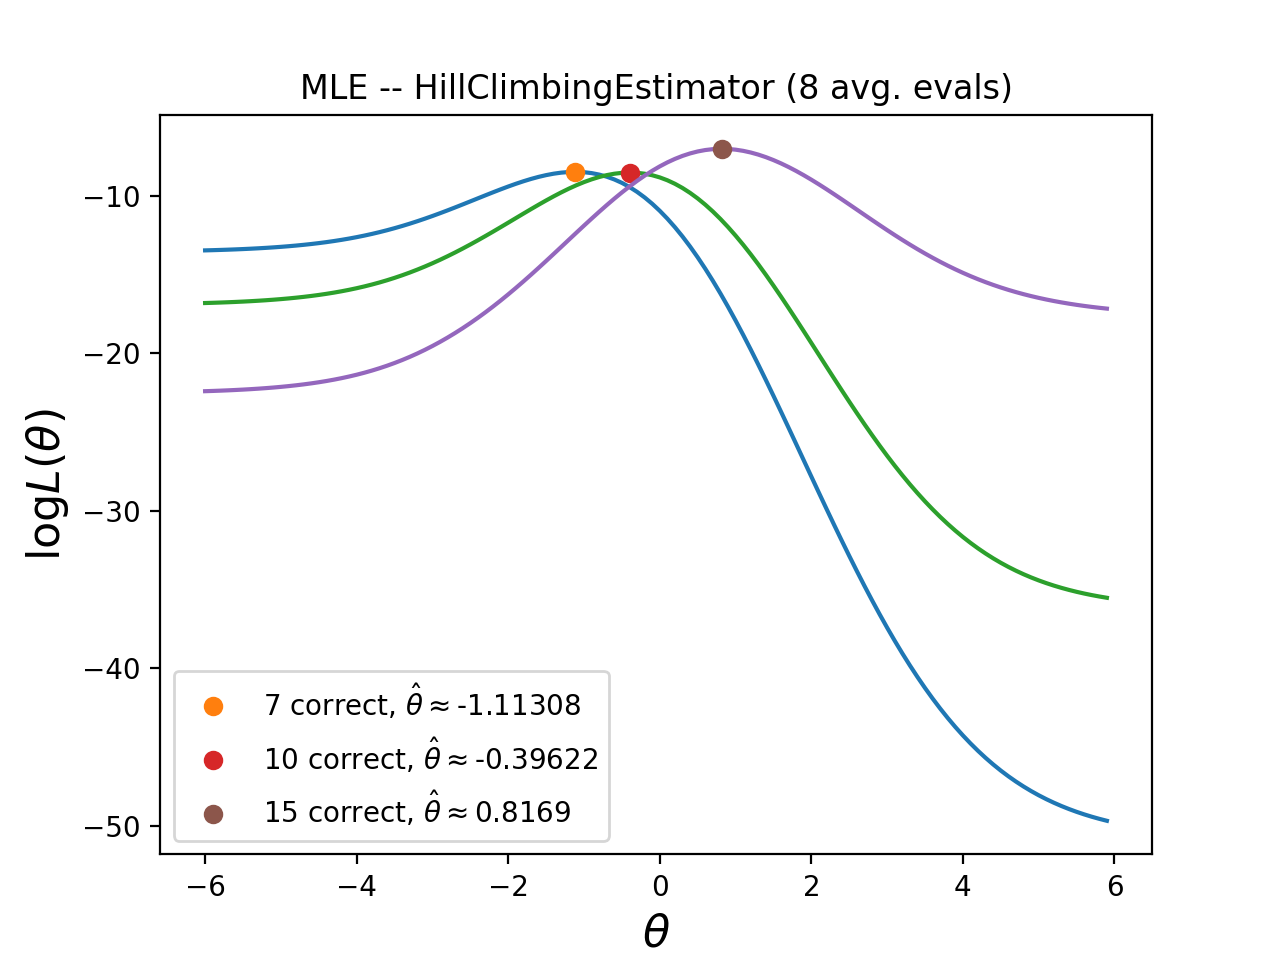 MLE -- HillClimbingEstimator (8 avg. evals)
logL(θ)
−10
−20
−30
−40
−50
7 correct, θ̂ ≈ -1.11308
10 correct, θ̂ ≈ -0.39622
15 correct, θ̂ ≈ 0.8169
−6 −4 −2 0 2 4 6
θ